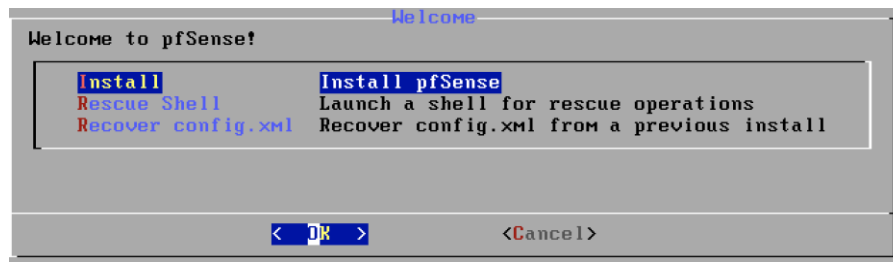 Welcome
Welcome to pfSense!
Install Install pfSense
Rescue Shell Launch a shell for rescue operations
Recover config.xml Recover config.xml from a previous install
< OK > <Cancel>